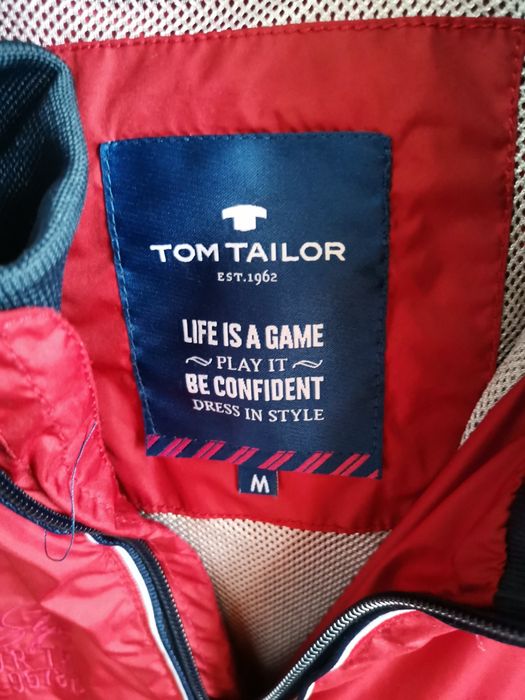 TOM TAILOR
EST.1962
LIFE IS A GAME
~ PLAY IT ~
BE CONFIDENT
DRESS IN STYLE
M